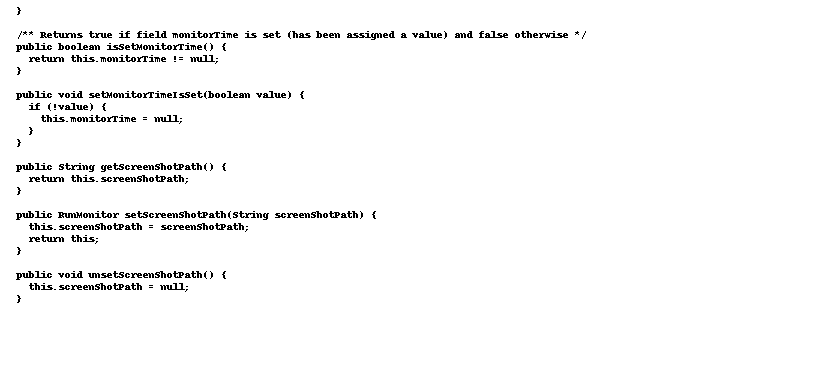 }

/** Returns true if field monitorTime is set (has been assigned a value) and false otherwise */
public boolean isSetMonitorTime() {
  return this.monitorTime != null;
}

public void setMonitorTimeIsSet(boolean value) {
  if (!value) {
    this.monitorTime = null;
  }
}

public String getScreenShotPath() {
  return this.screenShotPath;
}

public RunMonitor setScreenShotPath(String screenShotPath) {
  this.screenShotPath = screenShotPath;
  return this;
}

public void unsetScreenShotPath() {
  this.screenShotPath = null;
}